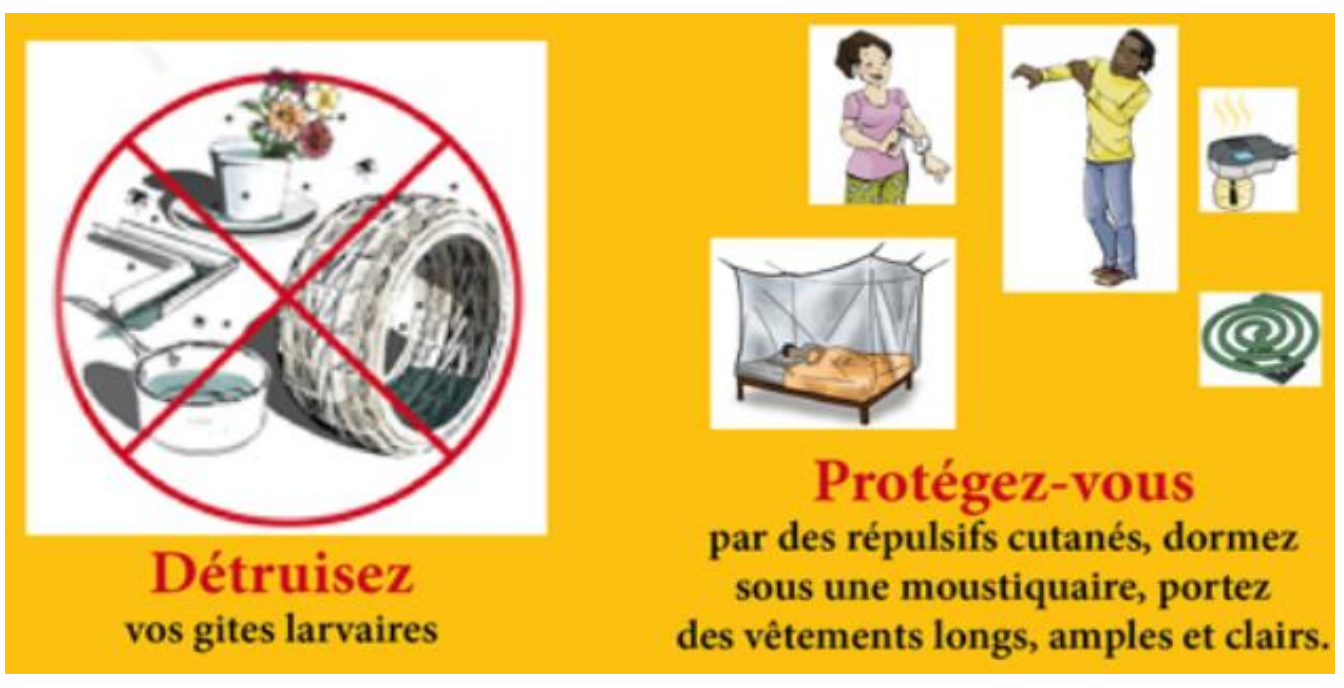 Détruisez
vos gites larvaires
Protégez-vous
par des répulsifs cutanés, dormez
sous une moustiquaire, portez
des vêtements longs, amples et clairs.